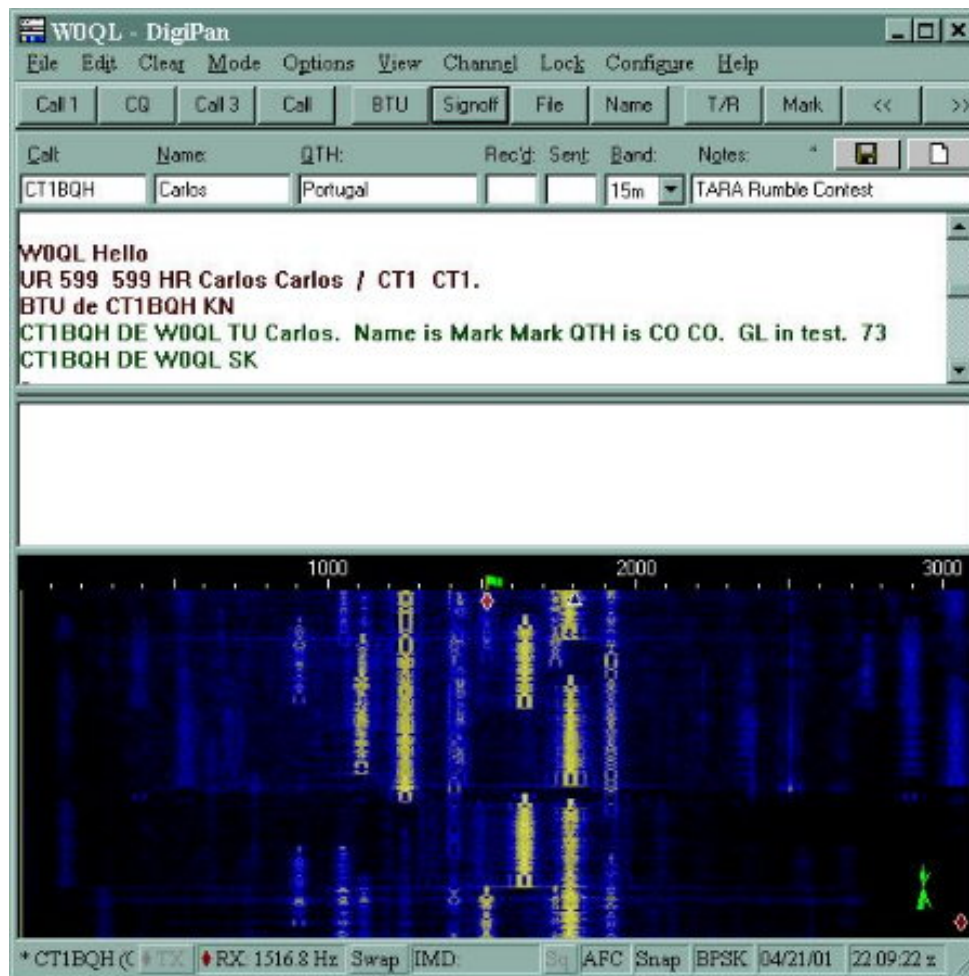 W0QL - DigiPan
File Edit Clear Mode Options View Channel Lock Configure Help
Call 1 CQ Call 3 Call BTU Signoff File Name T/R Mark << >>
Call: Name: QTH: Rec'd: Sent: Band: Notes: *
CT1BQH Carlos Portugal 15m TARA Rumble Contest
W0QL Hello
UR 599 599 HR Carlos Carlos / CT1 CT1.
BTU de CT1BQH KN
CT1BQH DE W0QL TU Carlos. Name is Mark Mark QTH is CO CO. GL in test. 73
CT1BQH DE W0QL SK
1000 2000 3000
* CT1BQH (C TX RX: 1516.8 Hz Swap IMD: Sq AFC Snap BPSK 04/21/01 22:09:22 z